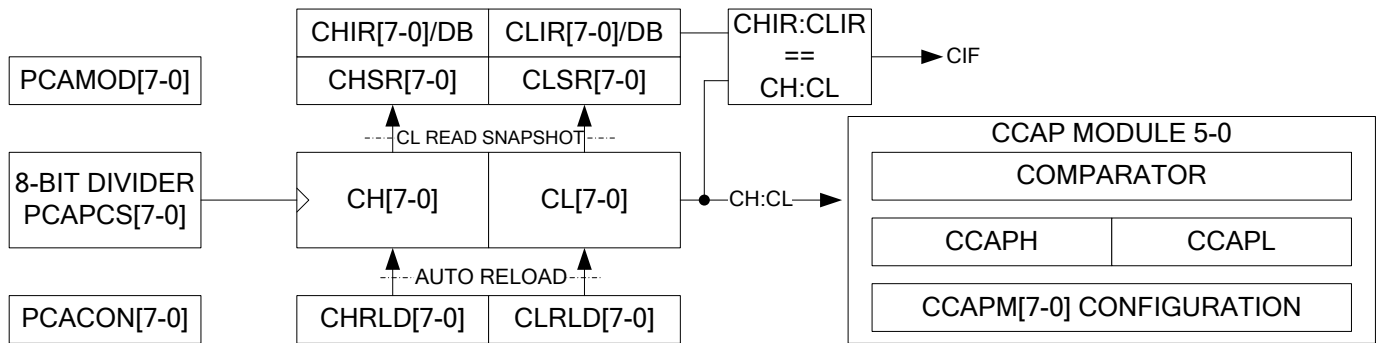 CHIR[7-0]/DB
CLIR[7-0]/DB
CHIR:CLIR
==
CH:CL
CIF
PCAMOD[7-0]
CHSR[7-0]
CLSR[7-0]
CL READ SNAPSHOT
CCAP MODULE 5-0
COMPARATOR
8-BIT DIVIDER
PCAPCS[7-0]
CH[7-0]
CL[7-0]
CH:CL
CCAPH
CCAPL
AUTO RELOAD
PCACON[7-0]
CHRLD[7-0]
CLRLD[7-0]
CCAPM[7-0] CONFIGURATION